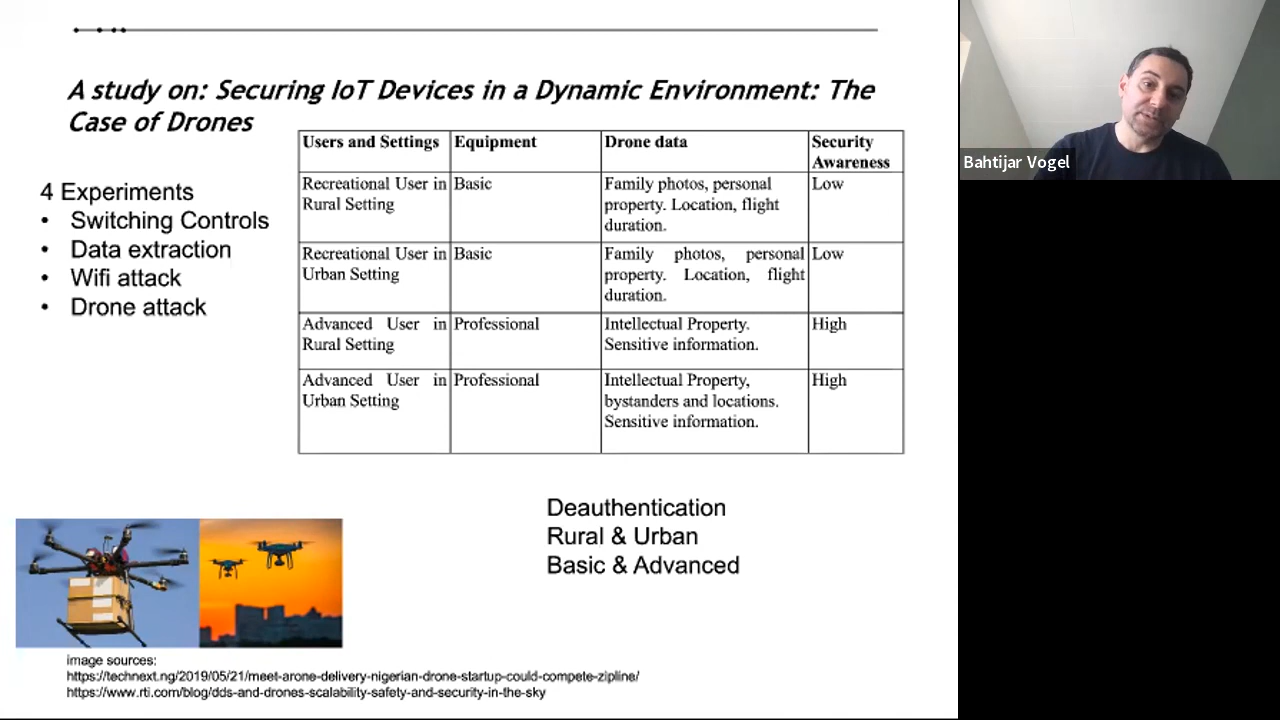 A study on: Securing IoT Devices in a Dynamic Environment: The
Case of Drones
4 Experiments
• Switching Controls
• Data extraction
• Wifi attack
• Drone attack
Users and Settings Equipment Drone data Security
Awareness
Recreational User in Basic Family photos, personal Low
Rural Setting property. Location, flight
duration.
Recreational User in Basic Family photos, personal Low
Urban Setting property. Location, flight
duration.
Advanced User in Professional Intellectual Property. High
Rural Setting Sensitive information.
Advanced User in Professional Intellectual Property, High
Urban Setting bystanders and locations.
Sensitive information.
Deauthentication
Rural & Urban
Basic & Advanced
image sources:
https://technext.ng/2019/05/21/meet-arone-delivery-nigerian-drone-startup-could-compete-zipline/
https://www.rti.com/blog/dds-and-drones-scalability-safety-and-security-in-the-sky
Bahtijar Vogel